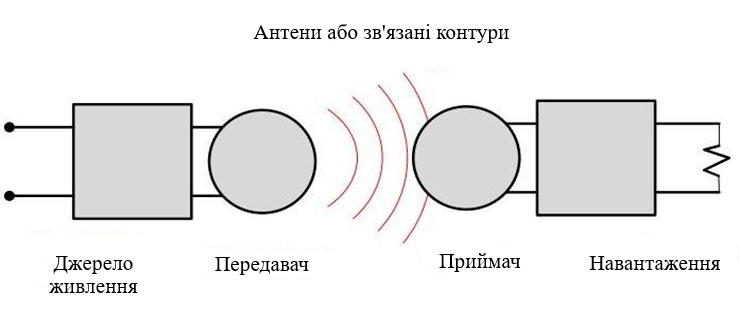 Антени або зв'язані контури
Джерело
живлення
Передавач
Приймач
Навантаження